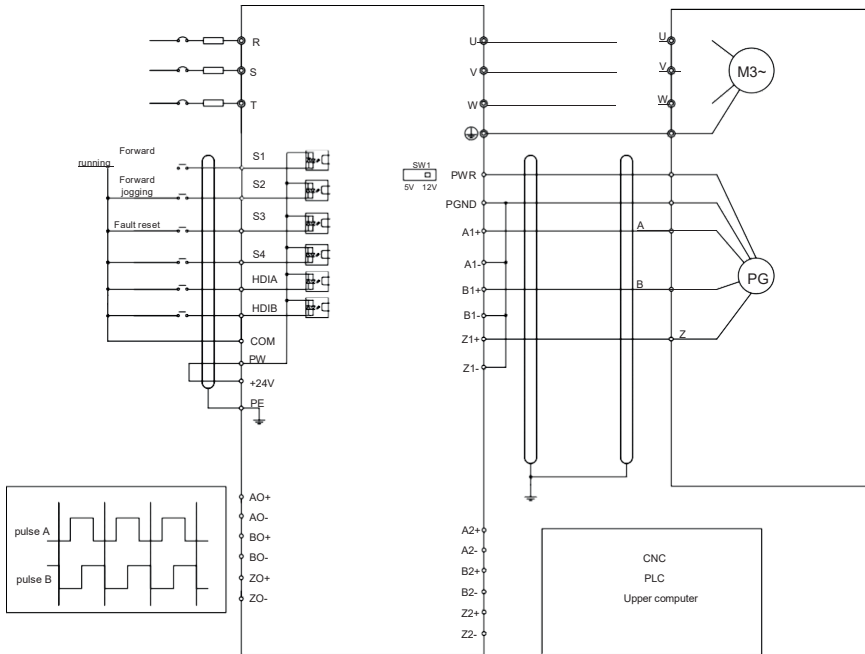 R
S
T
U
V
W
U
V
W
M3~
Forward
running
Forward
jogging
Fault reset
S1
S2
S3
S4
HDIA
HDIB
COM
PW
+24V
PE
SW1
5V 12V
PWR
PGND
A1+
A1-
B1+
B1-
Z1+
Z1-
A
B
Z
PG
pulse A
pulse B
AO+
AO-
BO+
BO-
ZO+
ZO-
A2+
A2-
B2+
B2-
Z2+
Z2-
CNC
PLC
Upper computer